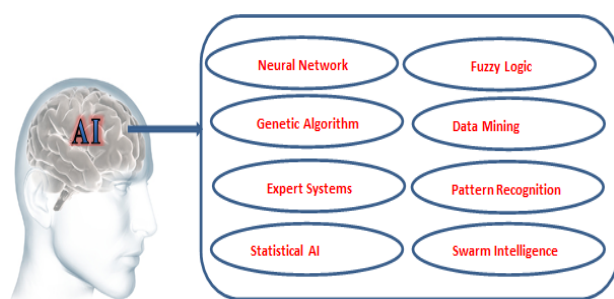 AI
Neural Network
Fuzzy Logic
Genetic Algorithm
Data Mining
Expert Systems
Pattern Recognition
Statistical AI
Swarm Intelligence